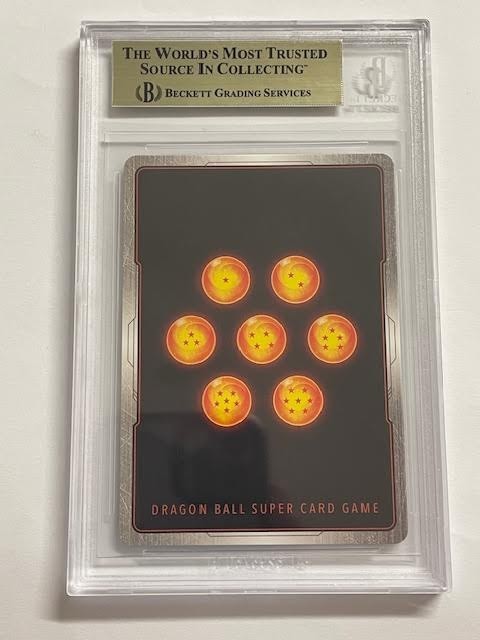 THE WORLD'S MOST TRUSTED
SOURCE IN COLLECTING™
B BECKETT GRADING SERVICES
DRAGON BALL SUPER CARD GAME